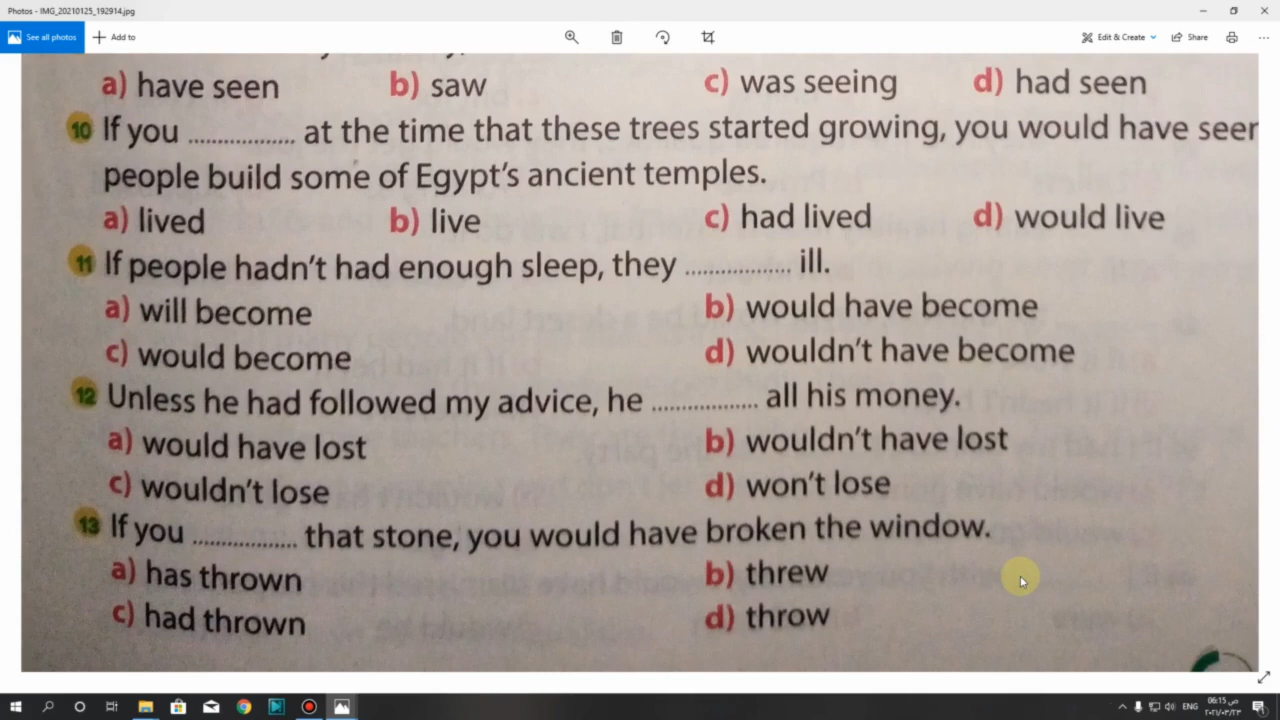 Photos - IMG_20210125_192914.jpg
See all photos
Add to
Edit & Create
Share
a) have seen b) saw c) was seeing d) had seen
10 If you ............ at the time that these trees started growing, you would have seen
people build some of Egypt's ancient temples.
a) lived b) live c) had lived d) would live
11 If people hadn't had enough sleep, they ............ ill.
a) will become b) would have become
c) would become d) wouldn't have become
12 Unless he had followed my advice, he ............ all his money.
a) would have lost b) wouldn't have lost
c) wouldn't lose d) won't lose
13 If you ............ that stone, you would have broken the window.
a) has thrown b) threw
c) had thrown d) throw
ENG
06:15 ص
٢٠٢١/٠٣/٢٣